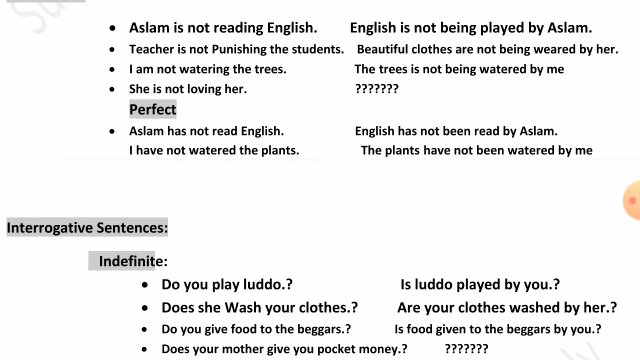 Aslam is not reading English. English is not being played by Aslam.
Teacher is not Punishing the students. Beautiful clothes are not being weared by her.
I am not watering the trees. The trees is not being watered by me
She is not loving her. ???????
Perfect
Aslam has not read English. English has not been read by Aslam.
I have not watered the plants. The plants have not been watered by me
Interrogative Sentences:
Indefinite:
Do you play luddo.? Is luddo played by you.?
Does she Wash your clothes.? Are your clothes washed by her.?
Do you give food to the beggars.? Is food given to the beggars by you.?
Does your mother give you pocket money.? ???????